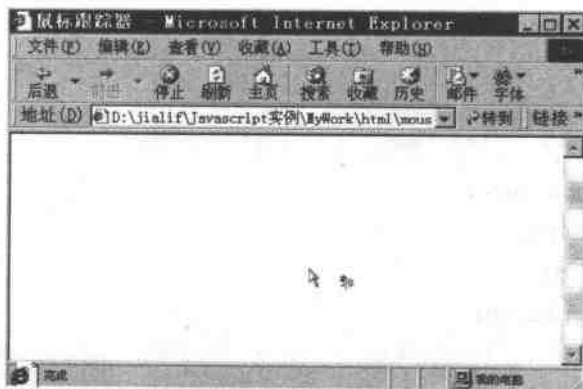 鼠标跟踪器 - Microsoft Internet Explorer
文件(F) 编辑(E) 查看(V) 收藏(A) 工具(T) 帮助(H)
后退 前进 停止 刷新 主页 搜索 收藏 历史 邮件 字体
地址(D) D:\jialif\Javascript实例\MyWork\html\mous 转到 链接 »
完成 我的电脑